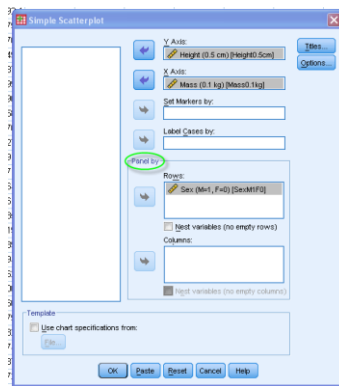 Simple Scatterplot
Y Axis:
Height (0.5 cm) [Height0.5cm]
Titles...
Options...
X Axis:
Mass (0.1 kg) [Mass0.1kg]
Set Markers by:
Label Cases by:
Panel by
Rows:
Sex (M=1, F=0) [SexM1F0]
Nest variables (no empty rows)
Columns:
Nest variables (no empty columns)
Template
Use chart specifications from:
File...
OK Paste Reset Cancel Help